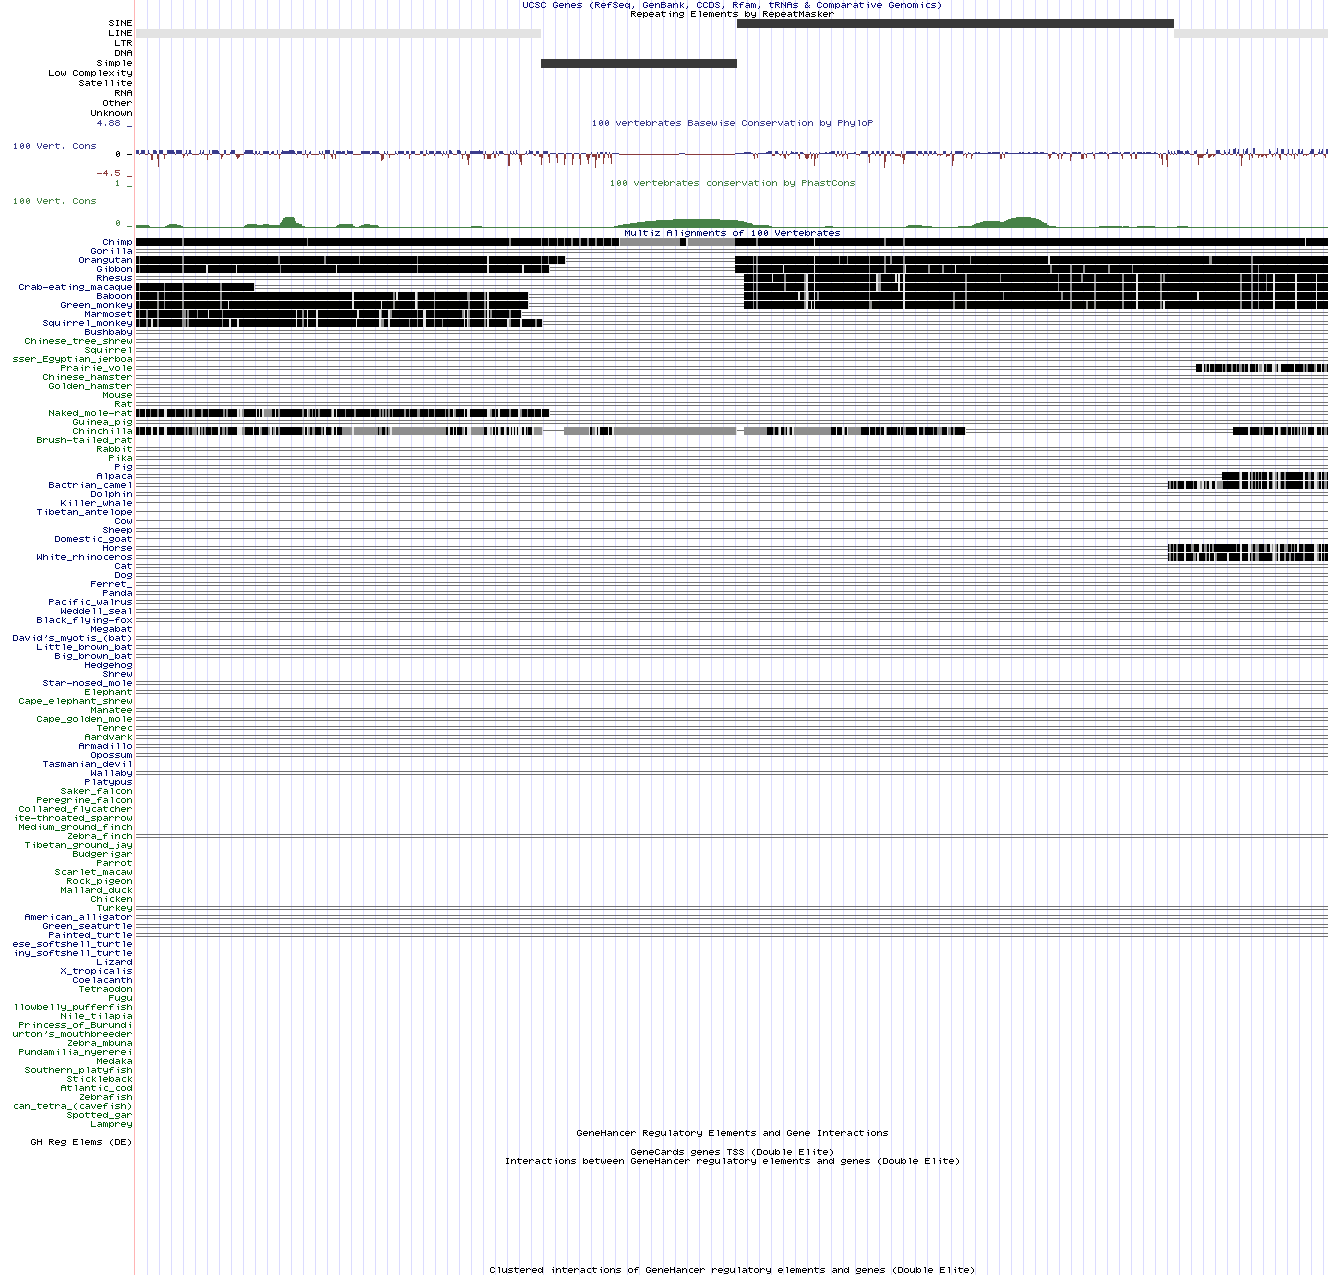 UCSC Genes (RefSeq, GenBank, CCDS, Rfam, tRNAs & Comparative Genomics)
Repeating Elements by RepeatMasker
SINE
LINE
LTR
DNA
Simple
Low Complexity
Satellite
RNA
Other
Unknown
4.88 _
100 vertebrates Basewise Conservation by PhyloP
100 Vert. Cons
0 _
-4.5 _
1 _
100 vertebrates conservation by PhastCons
100 Vert. Cons
0 _
Multiz Alignments of 100 Vertebrates
Chimp
Gorilla
Orangutan
Gibbon
Rhesus
Crab-eating_macaque
Baboon
Green_monkey
Marmoset
Squirrel_monkey
Bushbaby
Chinese_tree_shrew
Squirrel
sser_Egyptian_jerboa
Prairie_vole
Chinese_hamster
Golden_hamster
Mouse
Rat
Naked_mole-rat
Guinea_pig
Chinchilla
Brush-tailed_rat
Rabbit
Pika
Pig
Alpaca
Bactrian_camel
Dolphin
Killer_whale
Tibetan_antelope
Cow
Sheep
Domestic_goat
Horse
White_rhinoceros
Cat
Dog
Ferret_
Panda
Pacific_walrus
Weddell_seal
Black_flying-fox
Megabat
David's_myotis_(bat)
Little_brown_bat
Big_brown_bat
Hedgehog
Shrew
Star-nosed_mole
Elephant
Cape_elephant_shrew
Manatee
Cape_golden_mole
Tenrec
Aardvark
Armadillo
Opossum
Tasmanian_devil
Wallaby
Platypus
Saker_falcon
Peregrine_falcon
Collared_flycatcher
ite-throated_sparrow
Medium_ground_finch
Zebra_finch
Tibetan_ground_jay
Budgerigar
Parrot
Scarlet_macaw
Rock_pigeon
Mallard_duck
Chicken
Turkey
American_alligator
Green_seaturtle
Painted_turtle
ese_softshell_turtle
iny_softshell_turtle
Lizard
X_tropicalis
Coelacanth
Tetraodon
Fugu
llowbelly_pufferfish
Nile_tilapia
Princess_of_Burundi
urton's_mouthbreeder
Zebra_mbuna
Pundamilia_nyererei
Medaka
Southern_platyfish
Stickleback
Atlantic_cod
Zebrafish
can_tetra_(cavefish)
Spotted_gar
Lamprey
GeneHancer Regulatory Elements and Gene Interactions
GH Reg Elems (DE)
GeneCards genes TSS (Double Elite)
Interactions between GeneHancer regulatory elements and genes (Double Elite)
Clustered interactions of GeneHancer regulatory elements and genes (Double Elite)